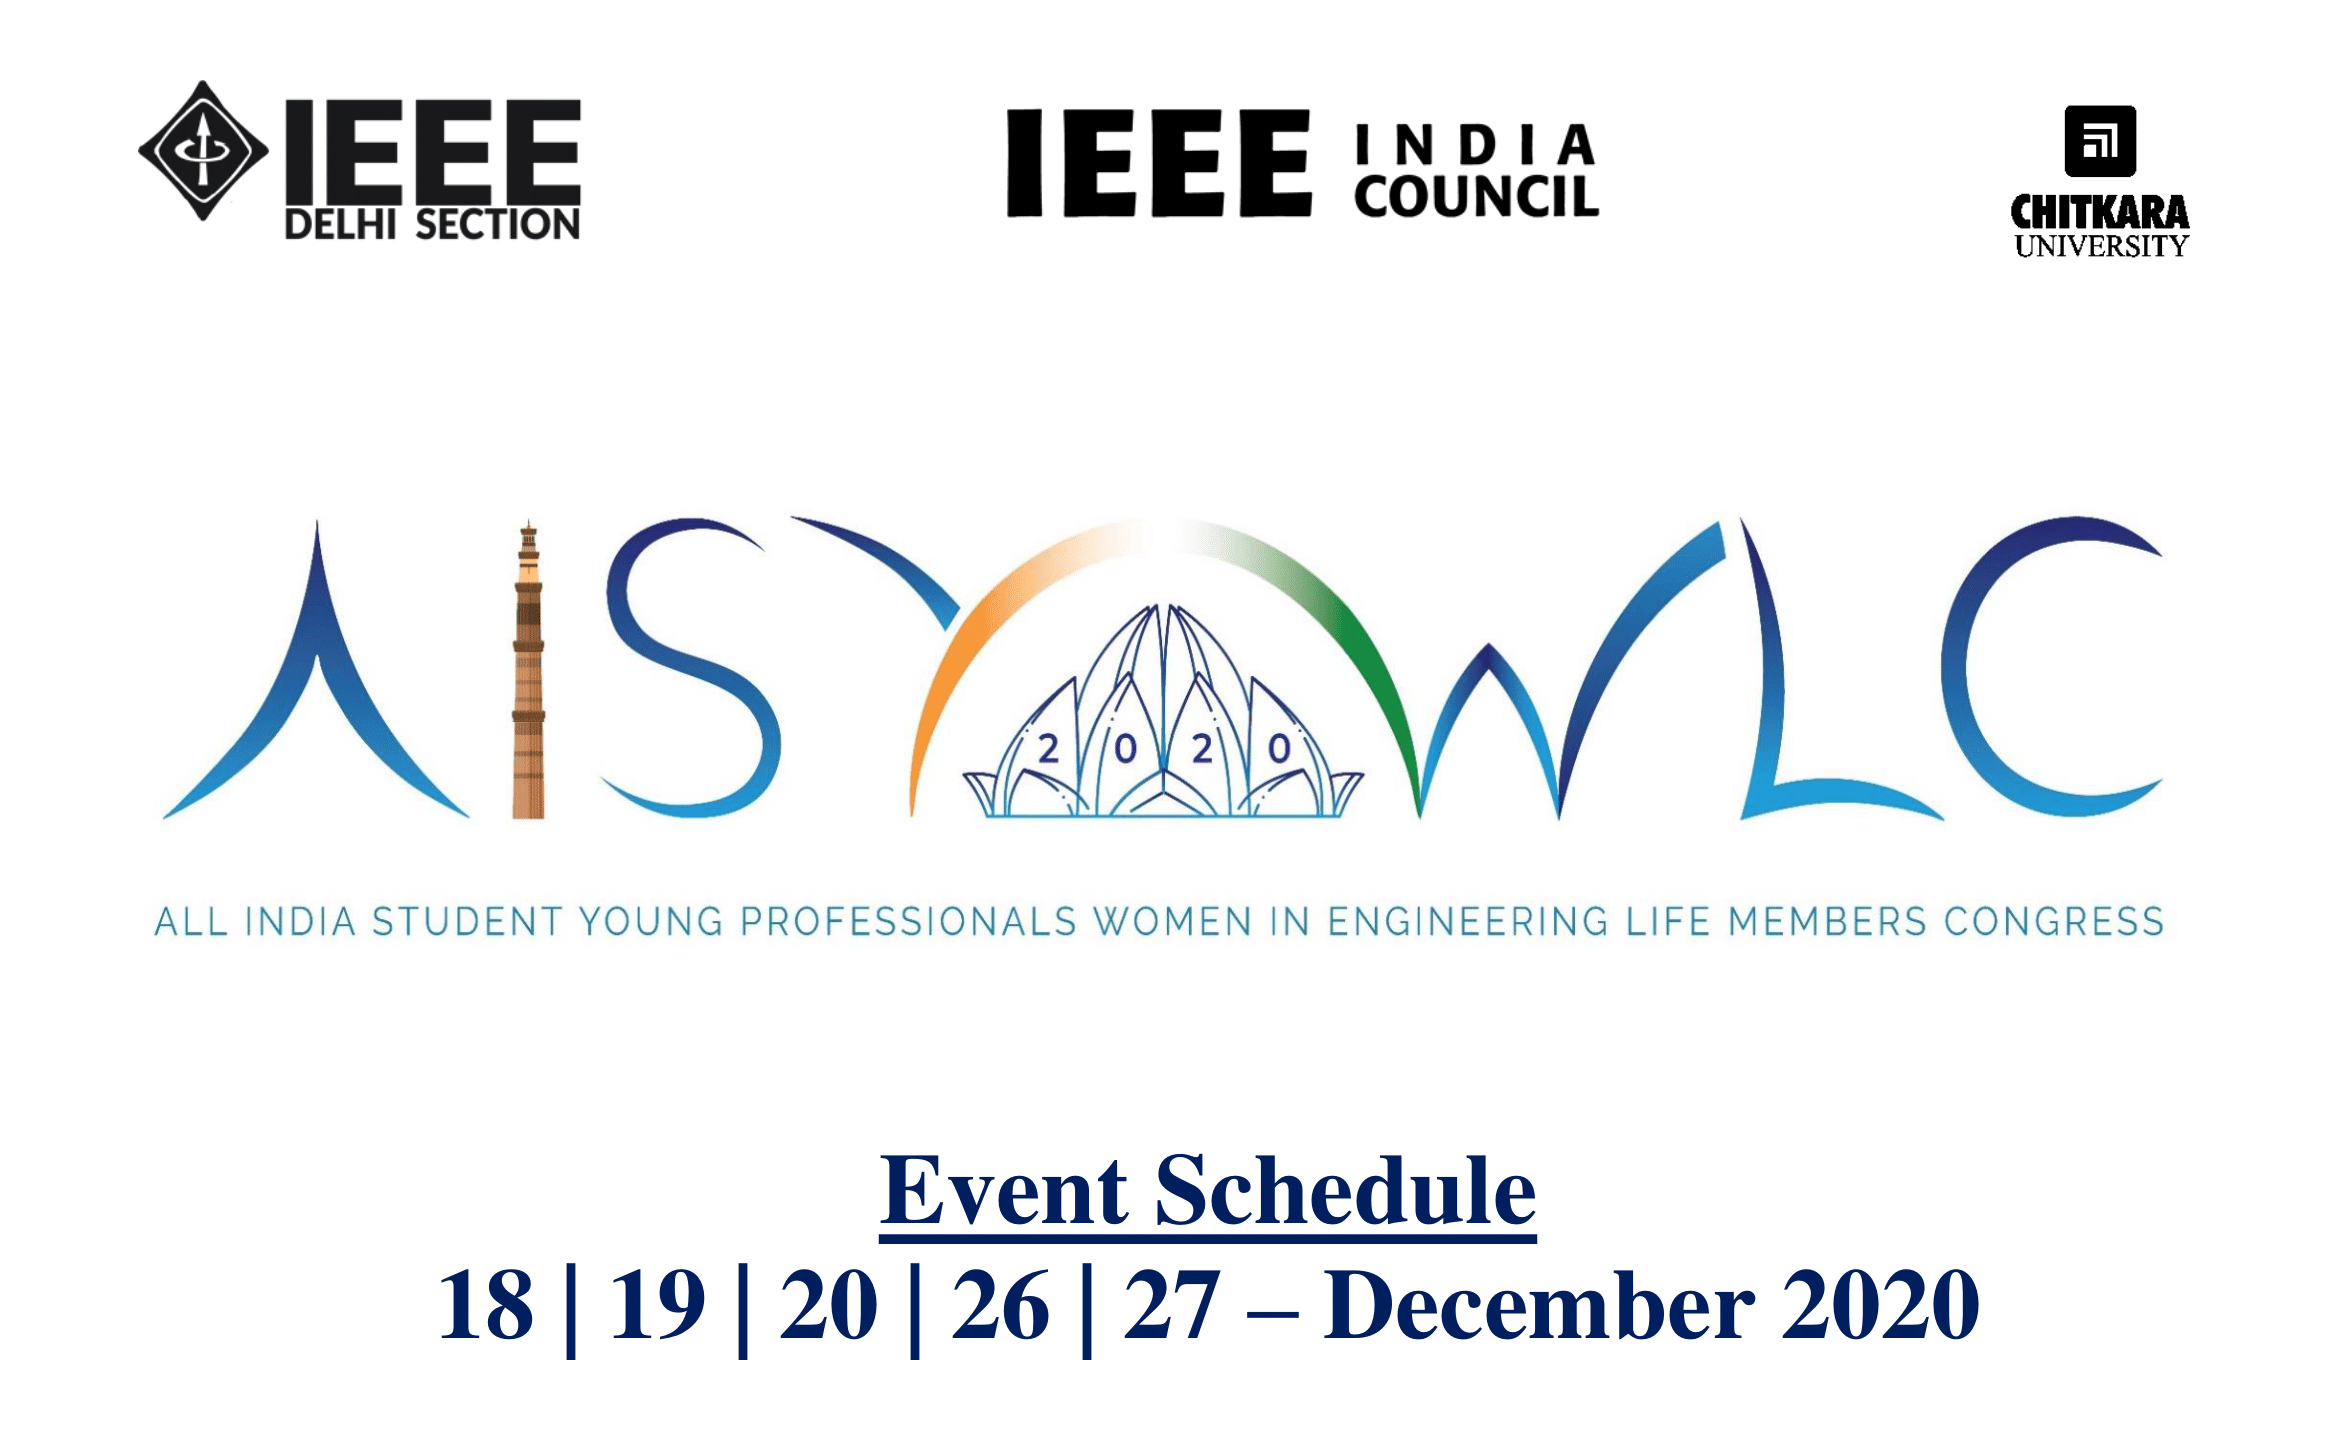 IEEE
DELHI SECTION
IEEE INDIA
COUNCIL
CHITKARA
UNIVERSITY
AISYWLC
2020
ALL INDIA STUDENT YOUNG PROFESSIONALS WOMEN IN ENGINEERING LIFE MEMBERS CONGRESS
Event Schedule
18 | 19 | 20 | 26 | 27 – December 2020